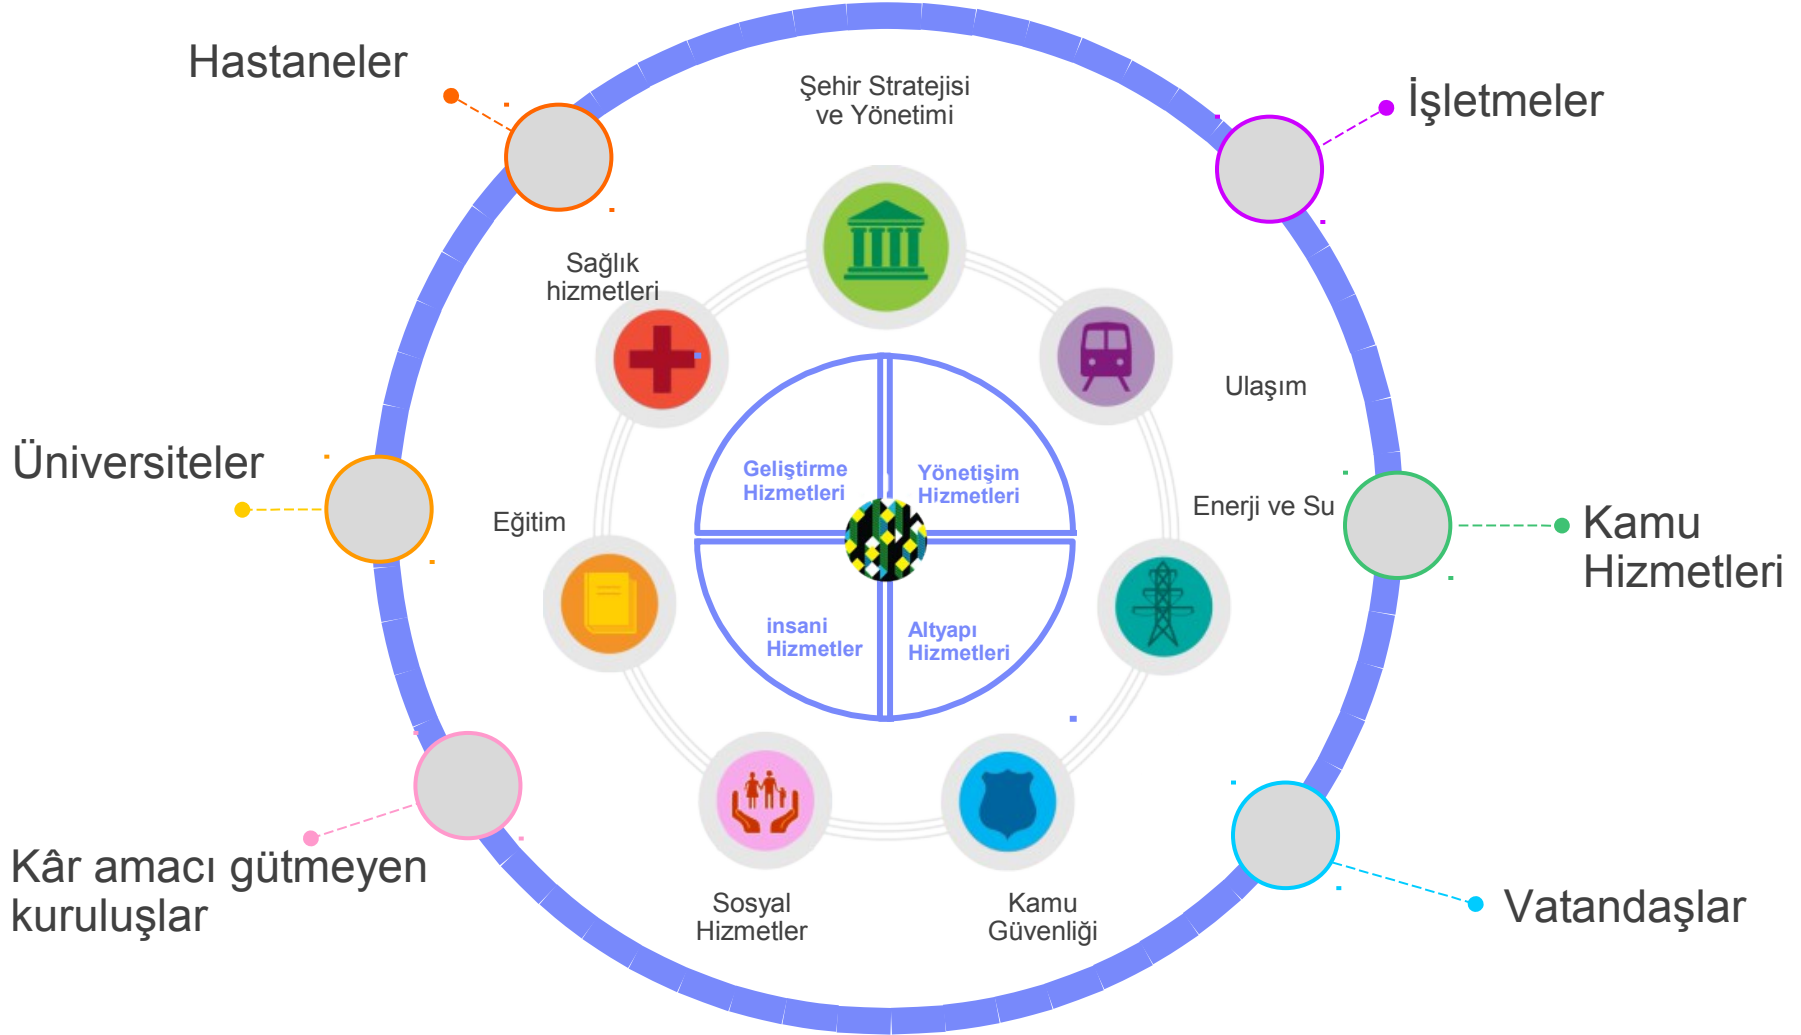 Hastaneler
Şehir Stratejisi
ve Yönetimi
İşletmeler
Sağlık
hizmetleri
Ulaşım
Üniversiteler
Geliştirme
Hizmetleri
Yönetişim
Hizmetleri
Eğitim
Enerji ve Su
Kamu
Hizmetleri
insani
Hizmetler
Altyapı
Hizmetleri
Kâr amacı gütmeyen
kuruluşlar
Sosyal
Hizmetler
Kamu
Güvenliği
Vatandaşlar